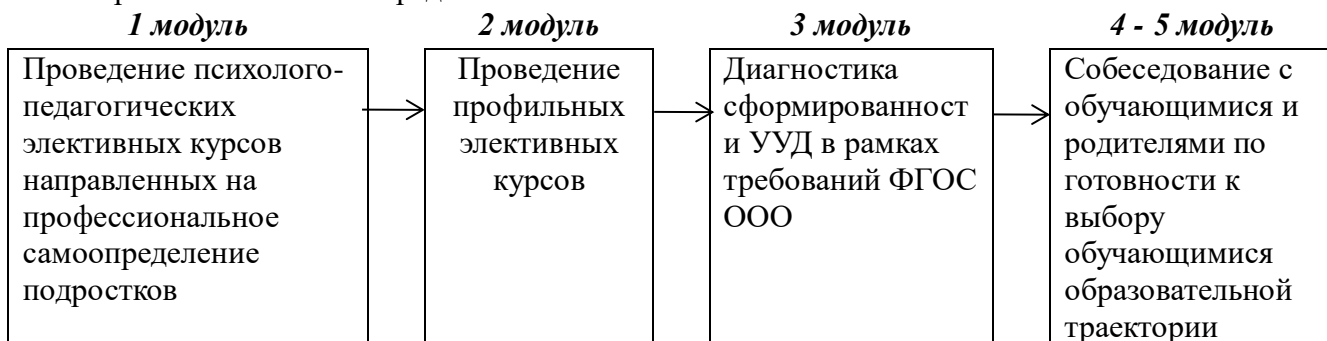 1 модуль
2 модуль
3 модуль
4 - 5 модуль
Проведение психолого-
педагогических
элективных курсов
направленных на
профессиональное
самоопределение
подростков
Проведение
профильных
элективных
курсов
Диагностика
сформированност
и УУД в рамках
требований ФГОС
ООО
Собеседование с
обучающимися и
родителями по
готовности к
выбору
обучающимися
образовательной
траектории